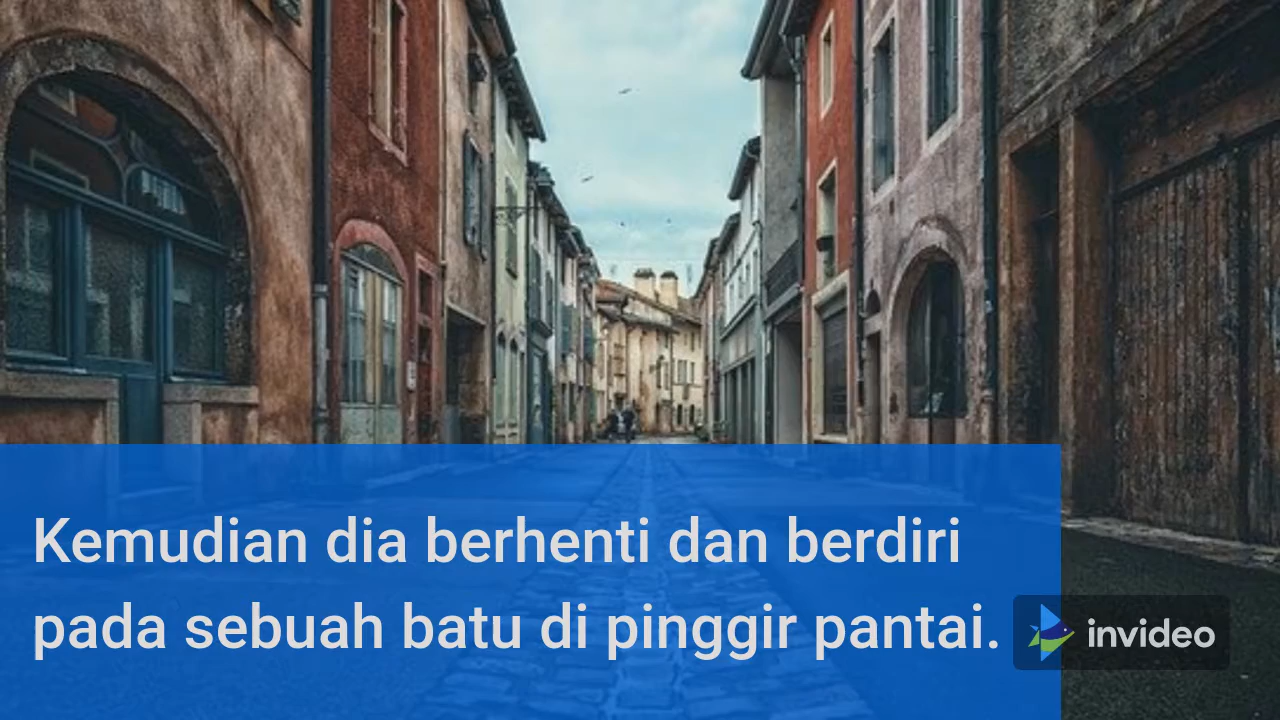 Kemudian dia berhenti dan berdiri
pada sebuah batu di pinggir pantai.
invideo